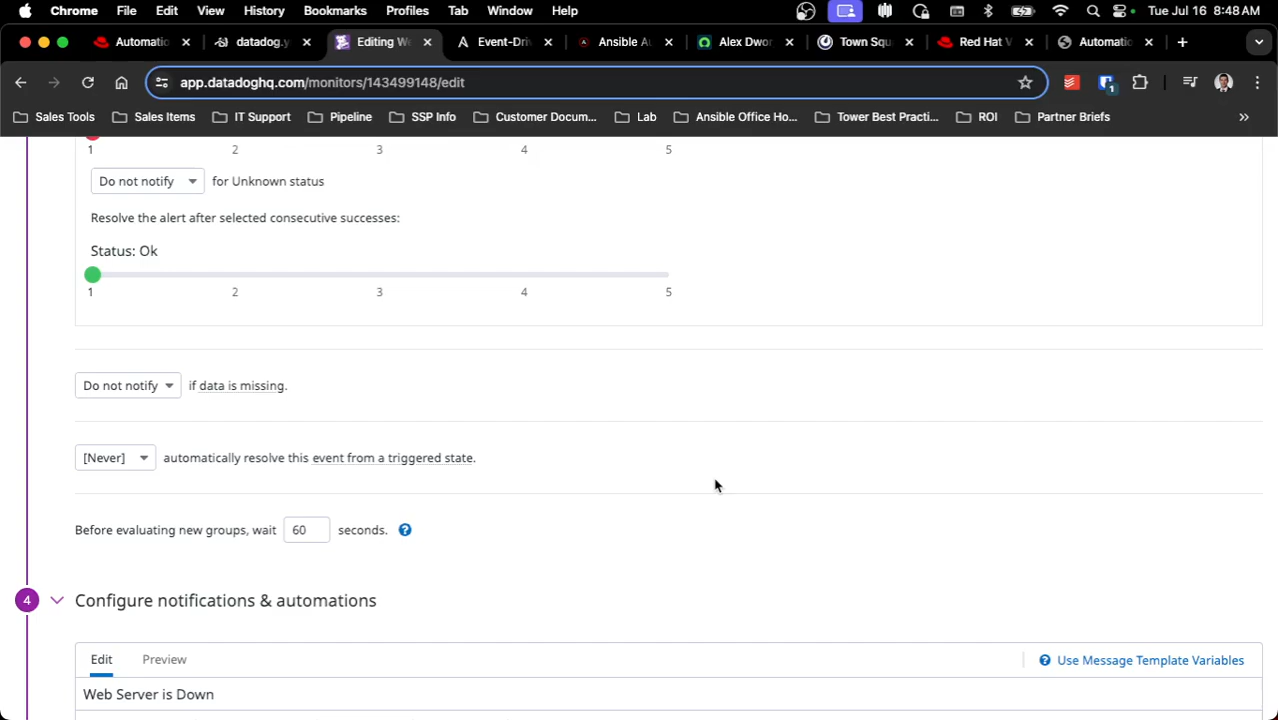 Chrome File Edit View History Bookmarks Profiles Tab Window Help Tue Jul 16 8:48 AM
Automatio datadog.y Editing We Event-Driv Ansible Au Alex Dwor Town Squ Red Hat V Automatic
app.datadoghq.com/monitors/143499148/edit
Sales Tools Sales Items IT Support Pipeline SSP Info Customer Docum... Lab Ansible Office Ho... Tower Best Practi... ROI Partner Briefs »
1 2 3 4 5
Do not notify for Unknown status
Resolve the alert after selected consecutive successes:
Status: Ok
1 2 3 4 5
Do not notify if data is missing.
[Never] automatically resolve this event from a triggered state.
Before evaluating new groups, wait 60 seconds. ?
4 Configure notifications & automations
Edit Preview ? Use Message Template Variables
Web Server is Down